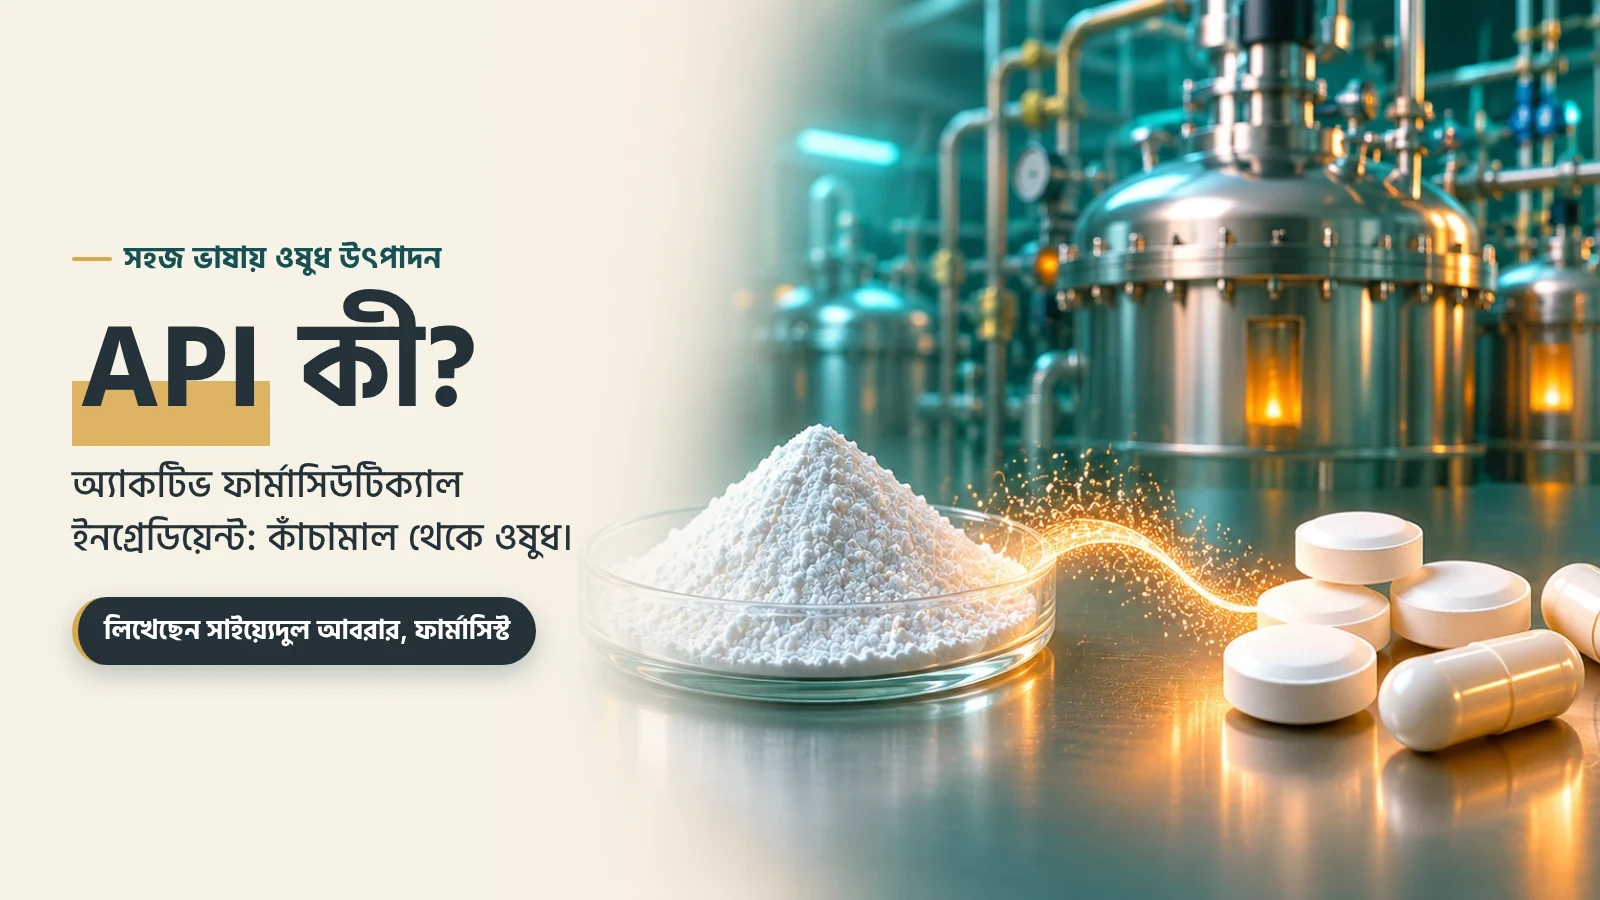 সহজ ভাষায় ওষুধ উৎপাদন
API কী?
অ্যাকটিভ ফার্মাসিউটিক্যাল
ইনগ্রেডিয়েন্ট: কাঁচামাল থেকে ওষুধ।
লিখেছেন সাইয়্যেদুল আবরার, ফার্মাসিস্ট